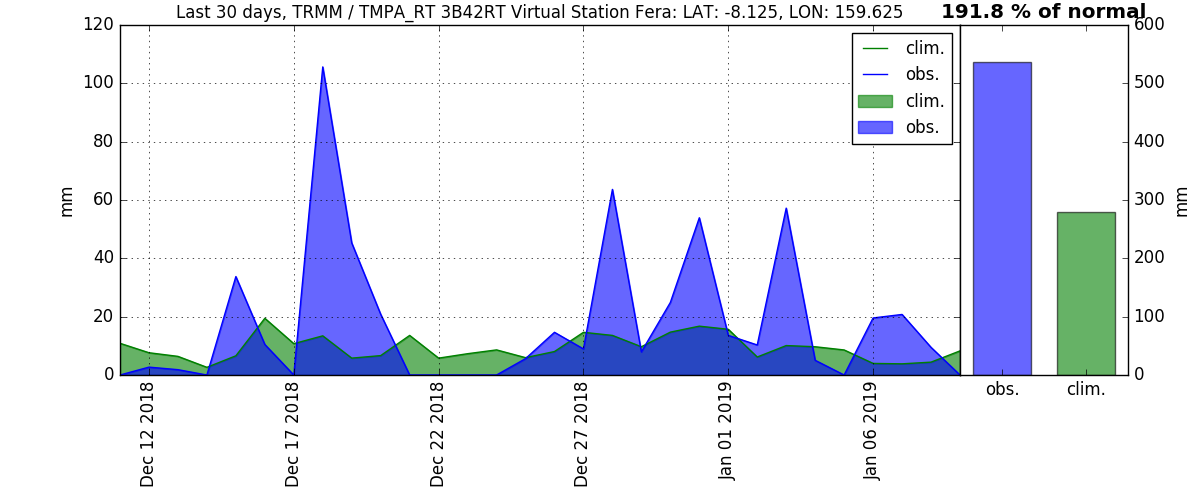 Last 30 days, TRMM / TMPA_RT 3B42RT Virtual Station Fera: LAT: -8.125, LON: 159.625
191.8 % of normal
120
100
80
60
40
20
0
mm
clim.
obs.
clim.
obs.
600
500
400
300
200
100
0
mm
Dec 12 2018
Dec 17 2018
Dec 22 2018
Dec 27 2018
Jan 01 2019
Jan 06 2019
obs.
clim.